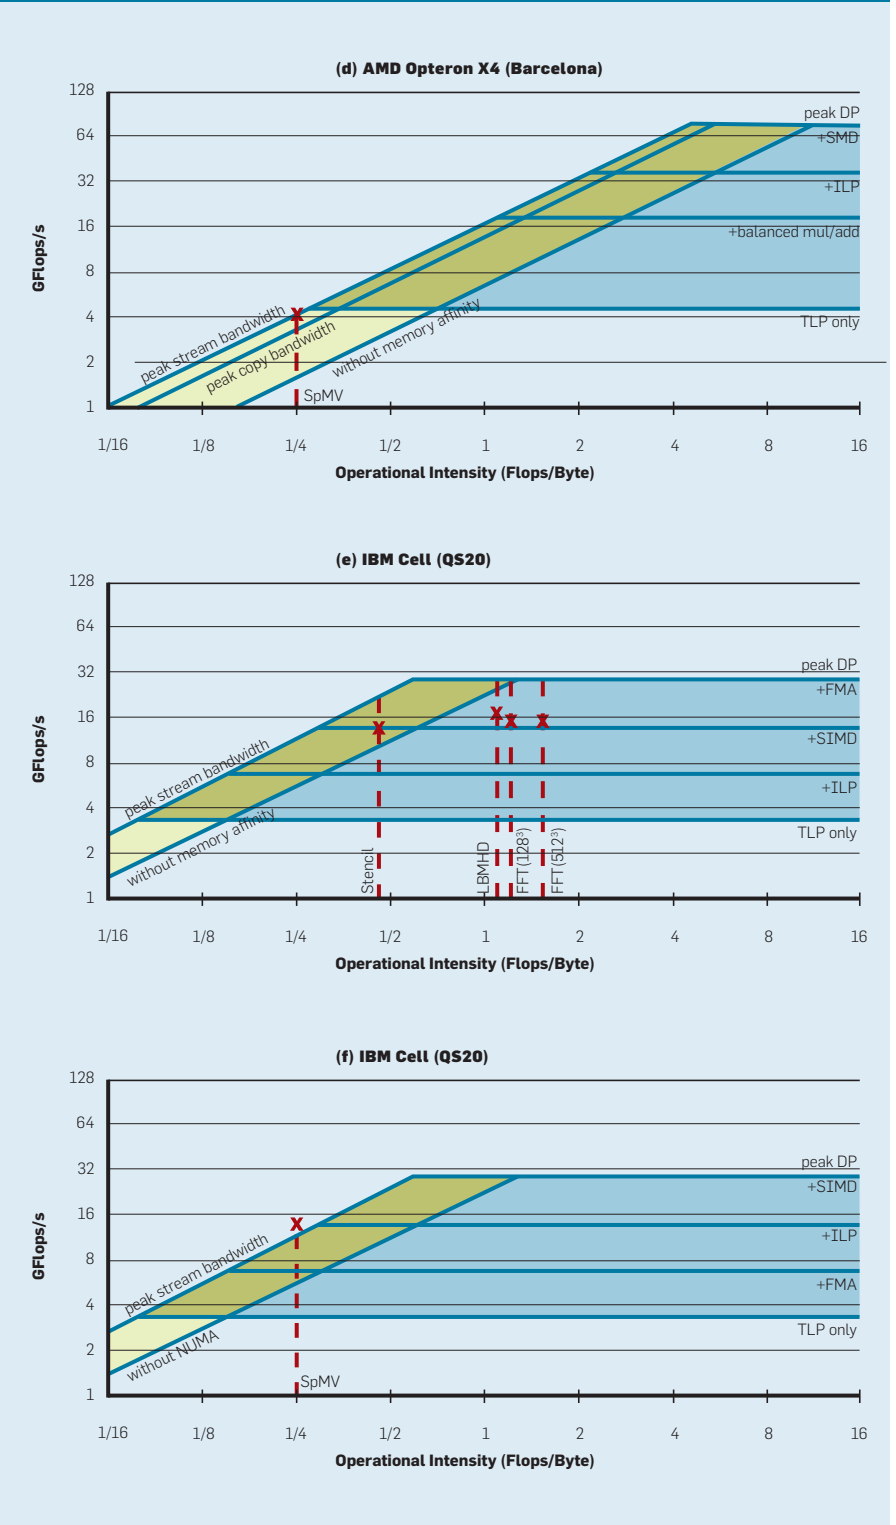 (d) AMD Opteron X4 (Barcelona)
128
64
32
16
8
4
2
1
GFlops/s
peak DP
+SMD
+ILP
+balanced mul/add
TLP only
peak stream bandwidth
peak copy bandwidth
without memory affinity
X
SpMV
1/16 1/8 1/4 1/2 1 2 4 8 16
Operational Intensity (Flops/Byte)
(e) IBM Cell (QS20)
128
64
32
16
8
4
2
1
GFlops/s
peak DP
+FMA
+SIMD
+ILP
TLP only
peak stream bandwidth
without memory affinity
X
X
X
X
Stencil
LBMHD
FFT (128³)
FFT (512³)
1/16 1/8 1/4 1/2 1 2 4 8 16
Operational Intensity (Flops/Byte)
(f) IBM Cell (QS20)
128
64
32
16
8
4
2
1
GFlops/s
peak DP
+SIMD
+ILP
+FMA
TLP only
peak stream bandwidth
without NUMA
X
SpMV
1/16 1/8 1/4 1/2 1 2 4 8 16
Operational Intensity (Flops/Byte)